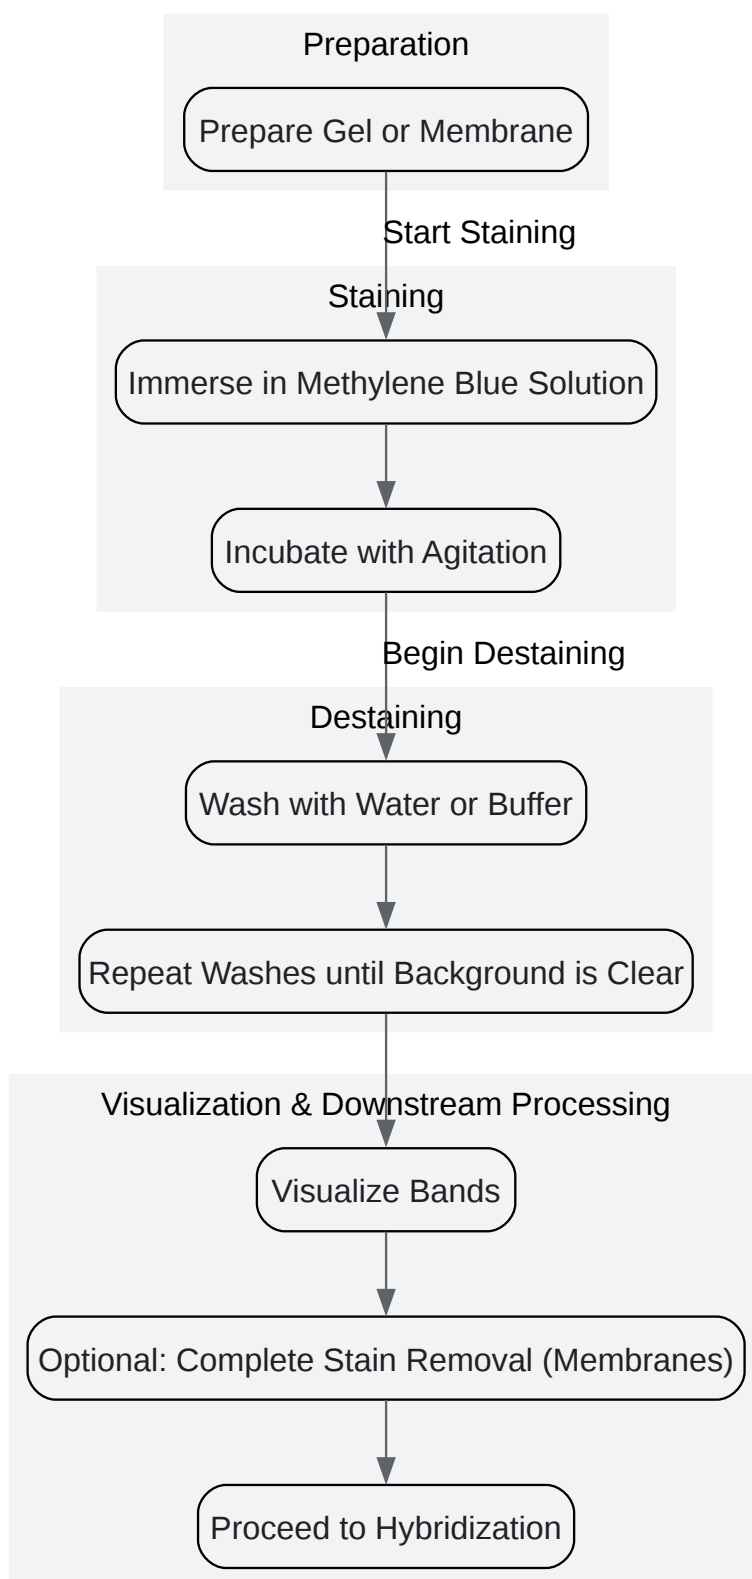 Preparation
Prepare Gel or Membrane
Start Staining
Staining
Immerse in Methylene Blue Solution
Incubate with Agitation
Begin Destaining
Destaining
Wash with Water or Buffer
Repeat Washes until Background is Clear
Visualization & Downstream Processing
Visualize Bands
Optional: Complete Stain Removal (Membranes)
Proceed to Hybridization